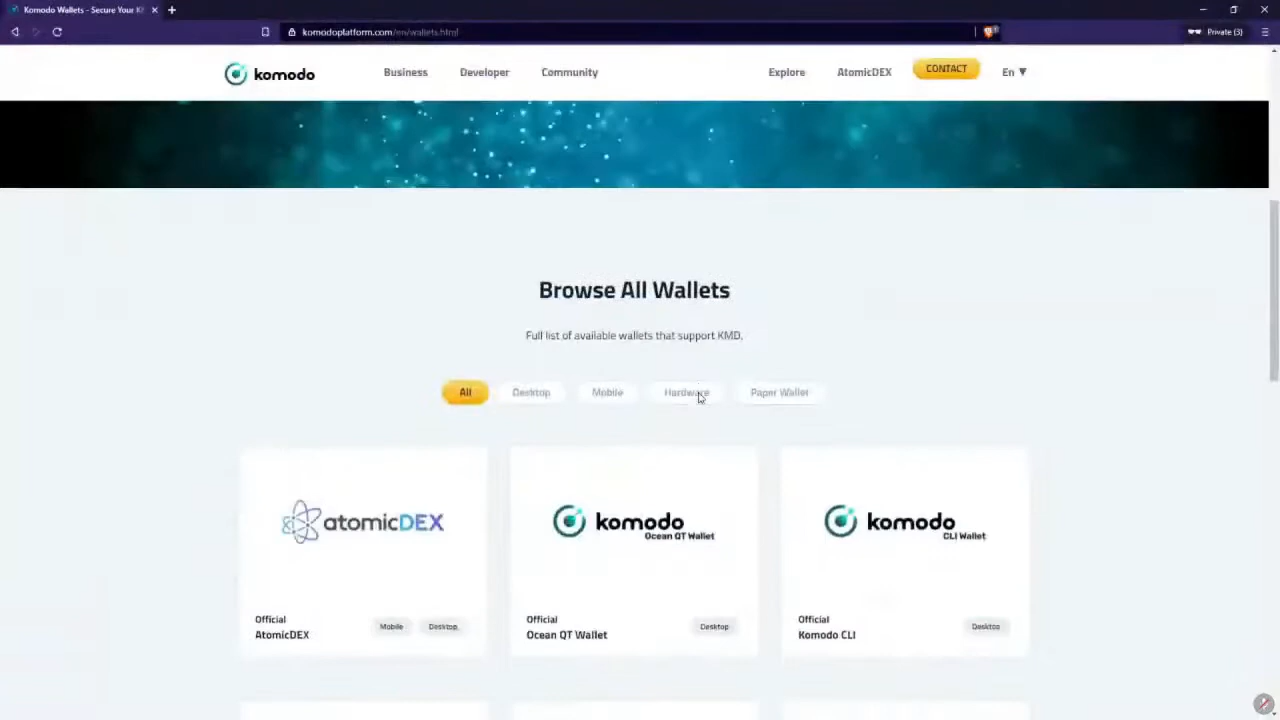 Komodo Wallets - Secure Your K
komodoplatform.com/en/wallets.html
Private (3)
komodo
Business
Developer
Community
Explore
AtomicDEX
CONTACT
En ▼
Browse All Wallets
Full list of available wallets that support KMD.
All
Desktop
Mobile
Hardware
Paper Wallet
atomicDEX
komodo
Ocean QT Wallet
komodo
CLI Wallet
Official
AtomicDEX
Mobile
Desktop
Official
Ocean QT Wallet
Desktop
Official
Komodo CLI
Desktop